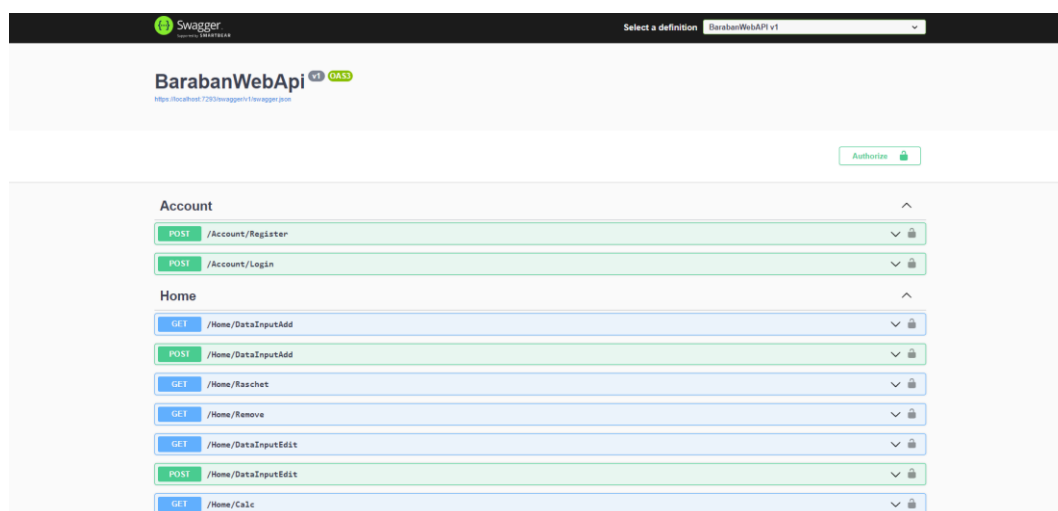 Swagger
Supported by SMARTBEAR
Select a definition
BarabanWebAPI v1
BarabanWebApi v1 OAS3
https://localhost:7293/swagger/v1/swagger.json
Authorize
Account
POST /Account/Register
POST /Account/Login
Home
GET /Home/DataInputAdd
POST /Home/DataInputAdd
GET /Home/Raschet
GET /Home/Remove
GET /Home/DataInputEdit
POST /Home/DataInputEdit
GET /Home/Calc